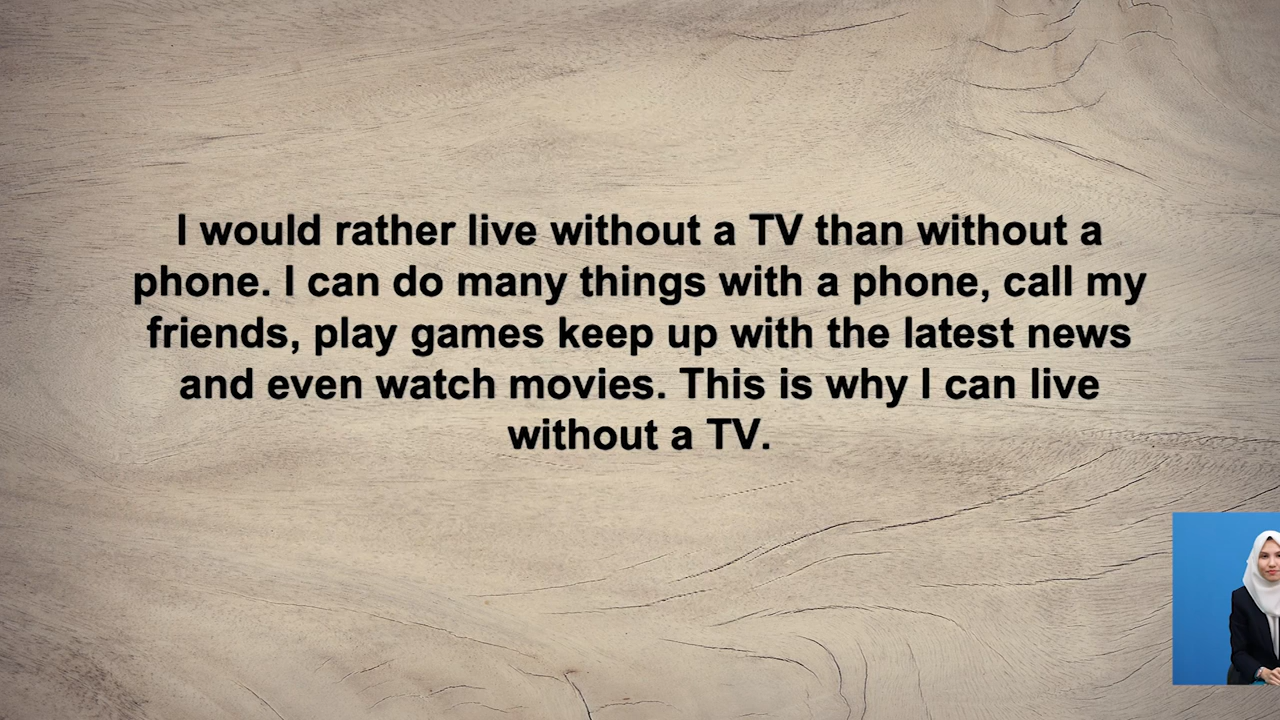 I would rather live without a TV than without a
phone. I can do many things with a phone, call my
friends, play games keep up with the latest news
and even watch movies. This is why I can live
without a TV.